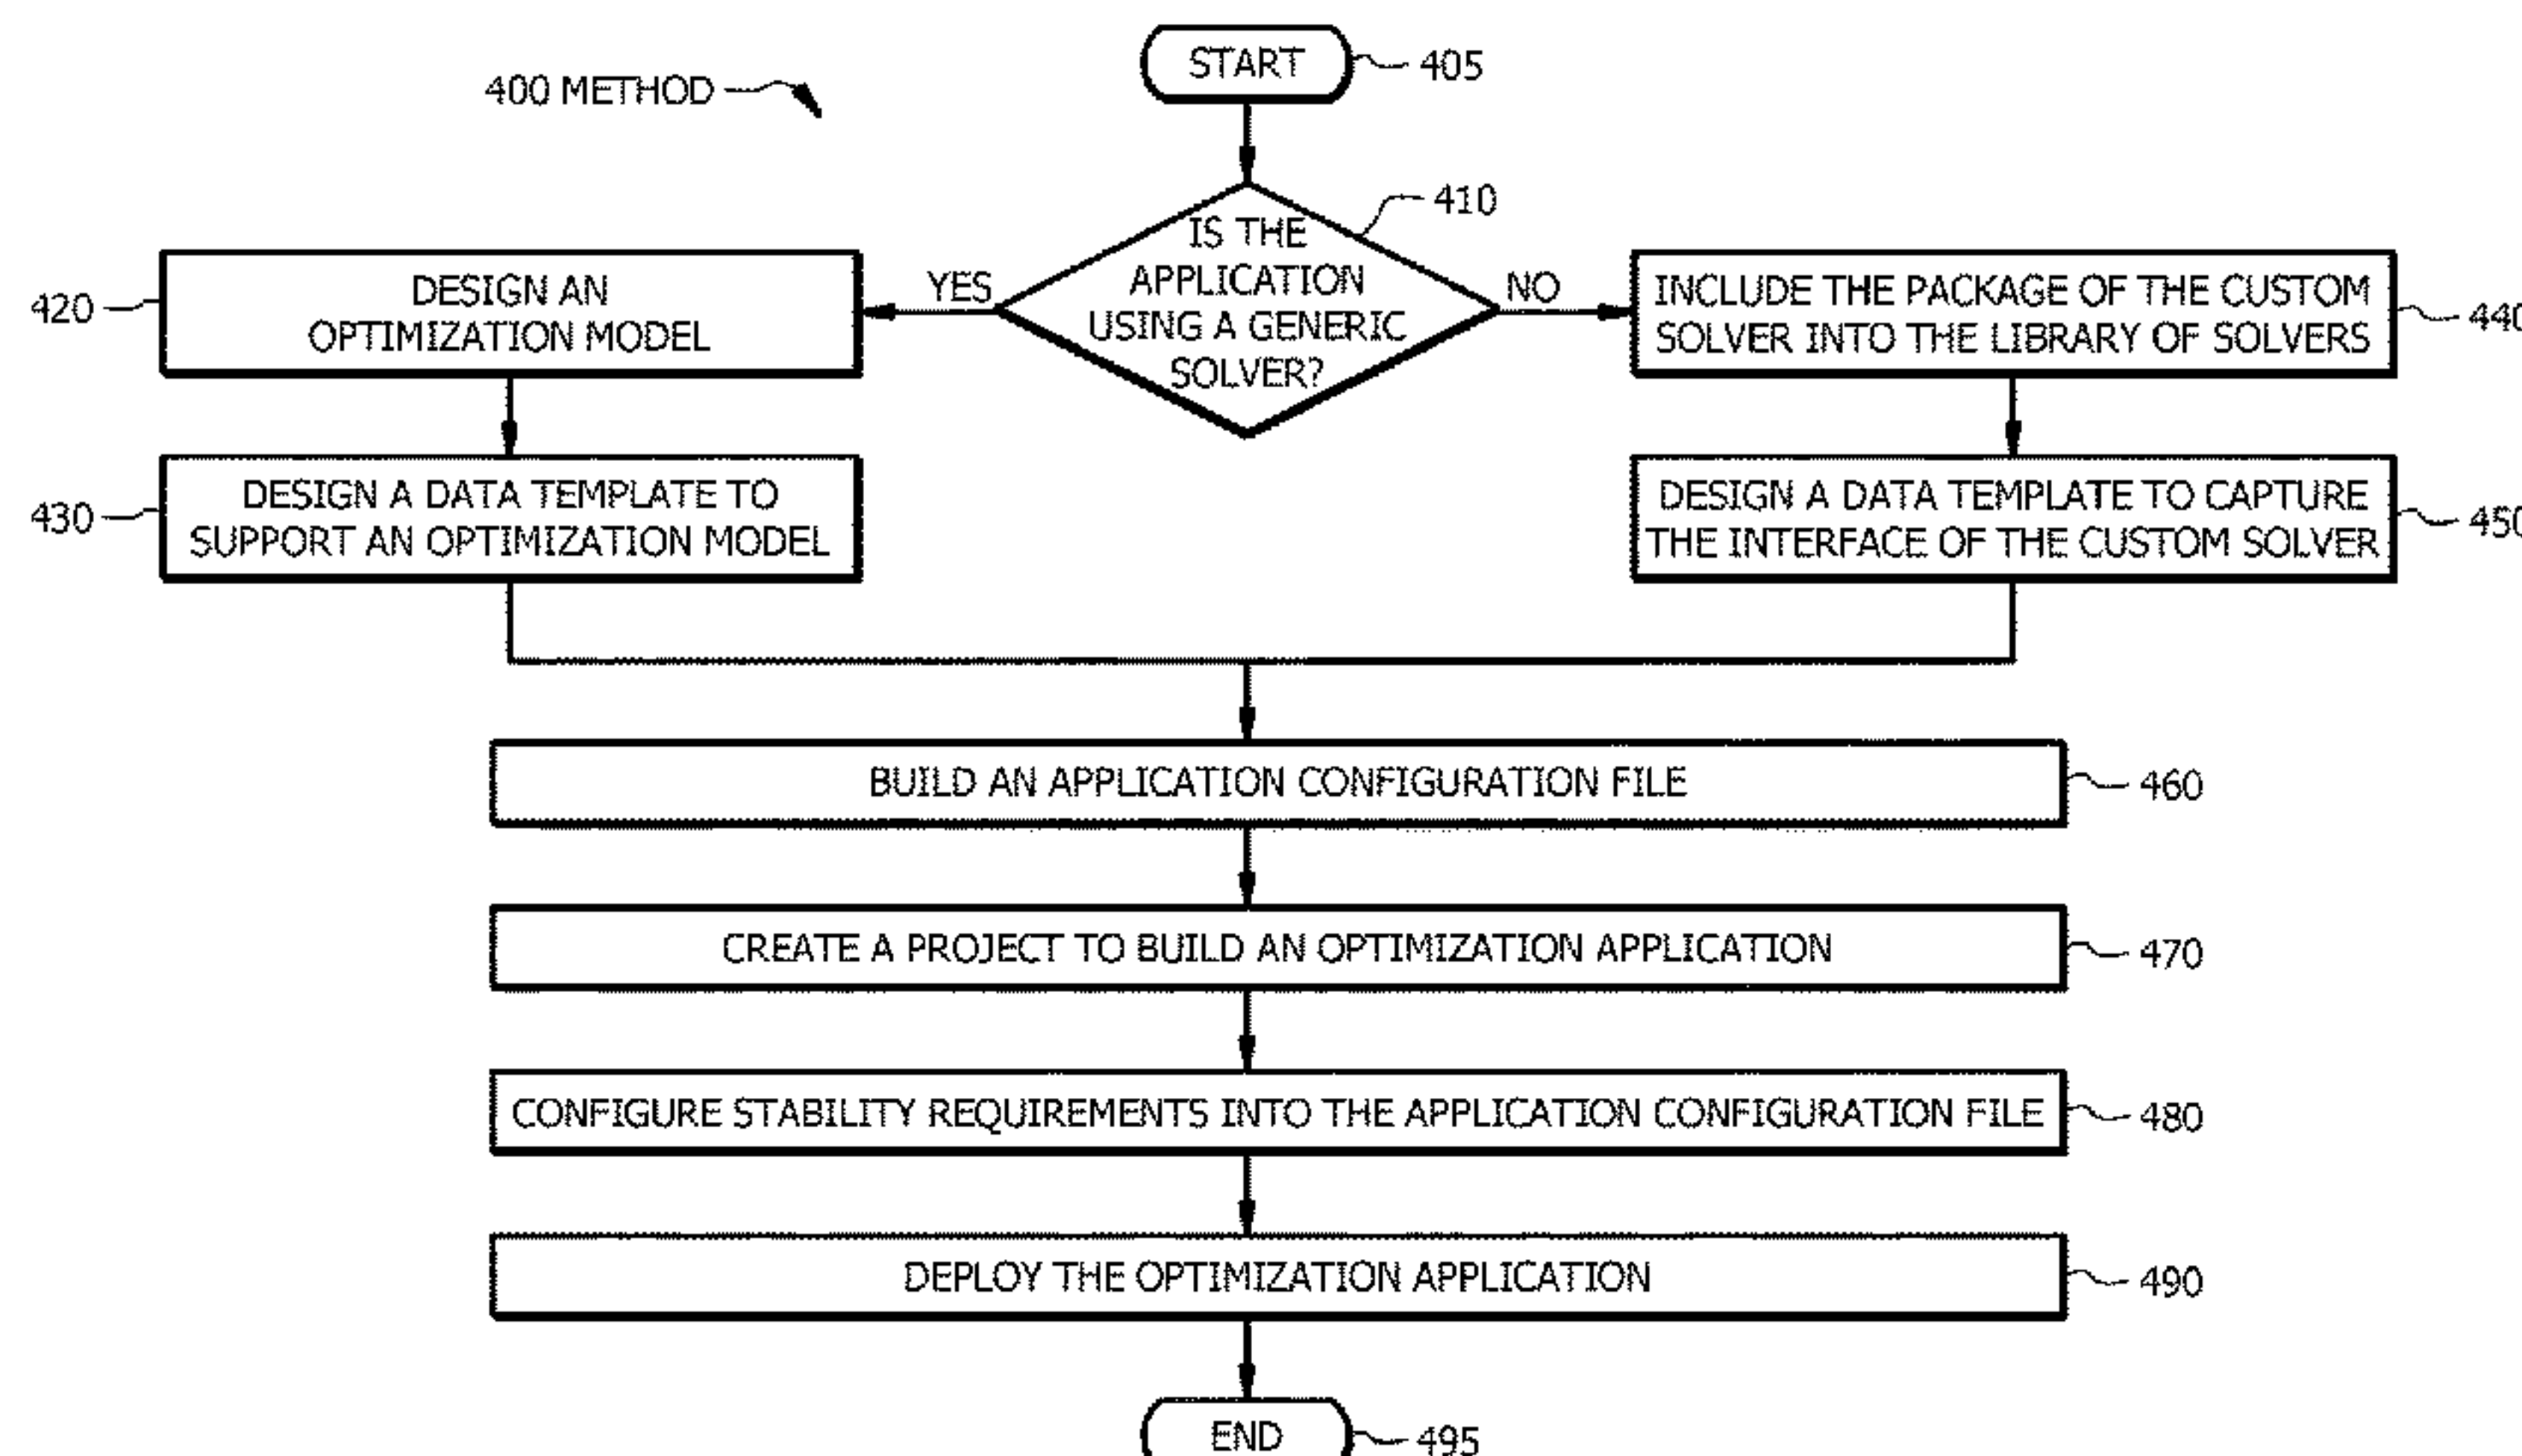 START
405
400 METHOD
410
IS THE
APPLICATION
USING A GENERIC
SOLVER?
YES
NO
420
DESIGN AN
OPTIMIZATION MODEL
INCLUDE THE PACKAGE OF THE CUSTOM
SOLVER INTO THE LIBRARY OF SOLVERS
440
430
DESIGN A DATA TEMPLATE TO
SUPPORT AN OPTIMIZATION MODEL
DESIGN A DATA TEMPLATE TO CAPTURE
THE INTERFACE OF THE CUSTOM SOLVER
450
BUILD AN APPLICATION CONFIGURATION FILE
460
CREATE A PROJECT TO BUILD AN OPTIMIZATION APPLICATION
470
CONFIGURE STABILITY REQUIREMENTS INTO THE APPLICATION CONFIGURATION FILE
480
DEPLOY THE OPTIMIZATION APPLICATION
490
END
495